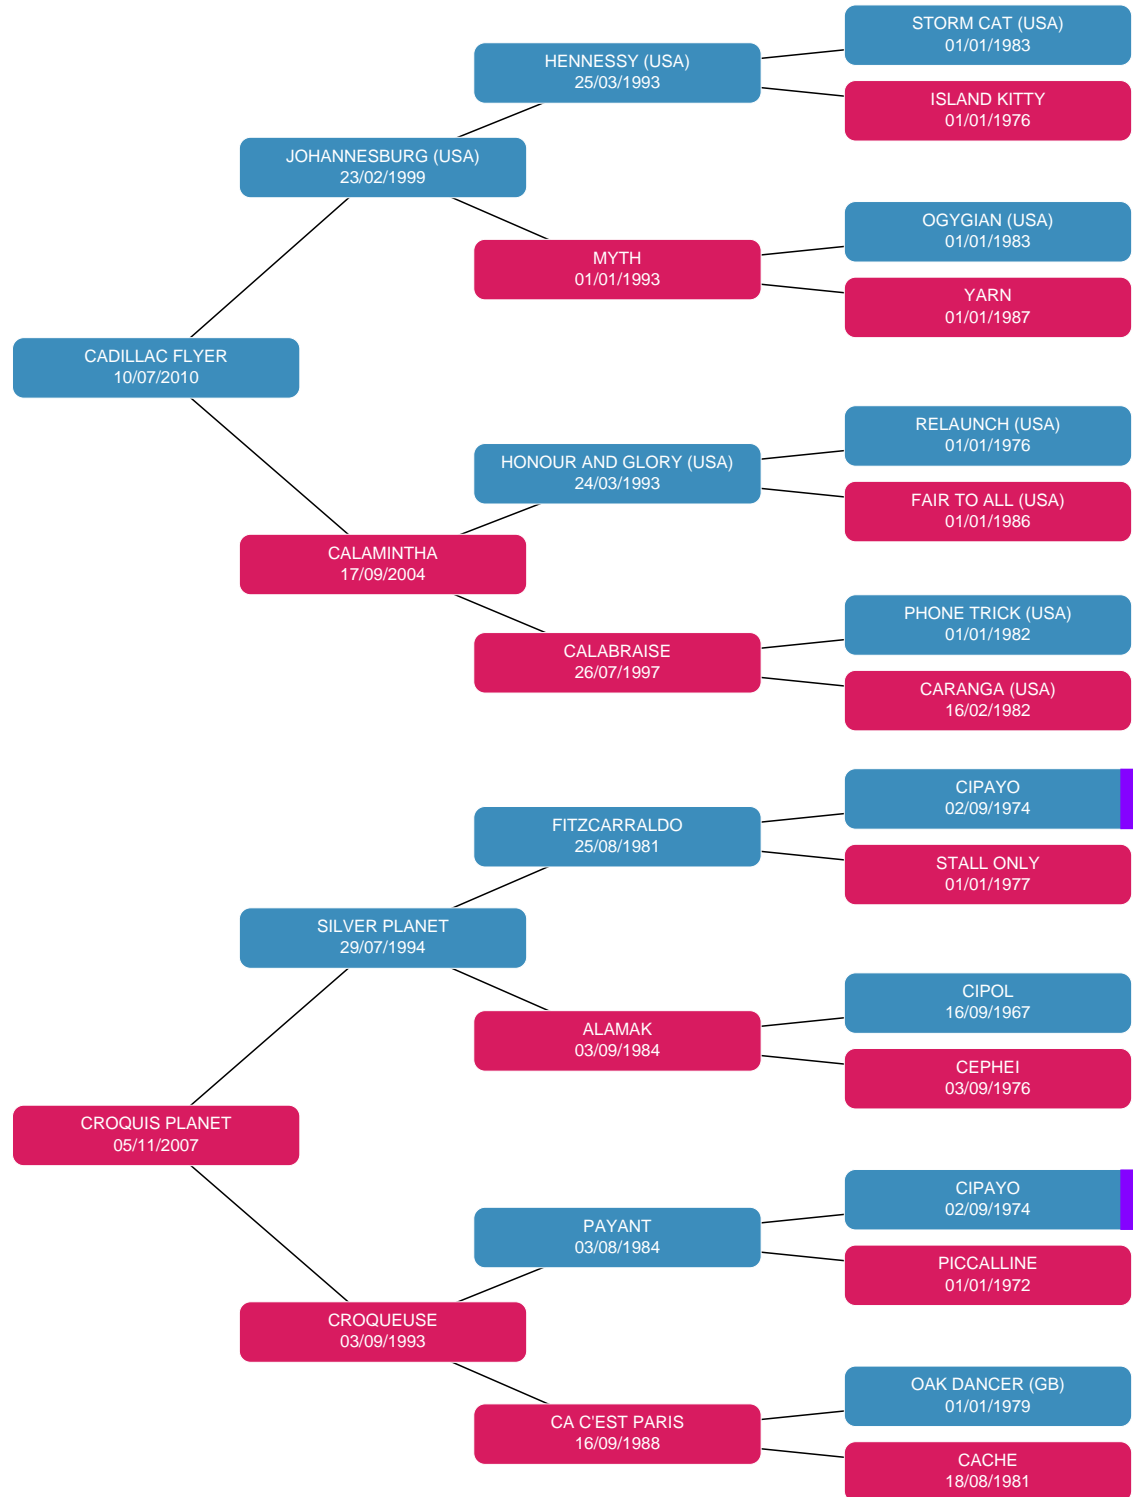 STORM CAT (USA)
01/01/1983
HENNESSY (USA)
25/03/1993
ISLAND KITTY
01/01/1976
JOHANNESBURG (USA)
23/02/1999
OGYGIAN (USA)
01/01/1983
MYTH
01/01/1993
YARN
01/01/1987
CADILLAC FLYER
10/07/2010
RELAUNCH (USA)
01/01/1976
HONOUR AND GLORY (USA)
24/03/1993
FAIR TO ALL (USA)
01/01/1986
CALAMINTHA
17/09/2004
PHONE TRICK (USA)
01/01/1982
CALABRAISE
26/07/1997
CARANGA (USA)
16/02/1982
CIPAYO
02/09/1974
FITZCARRALDO
25/08/1981
STALL ONLY
01/01/1977
SILVER PLANET
29/07/1994
CIPOL
16/09/1967
ALAMAK
03/09/1984
CEPHEI
03/09/1976
CROQUIS PLANET
05/11/2007
CIPAYO
02/09/1974
PAYANT
03/08/1984
PICCALLINE
01/01/1972
CROQUEUSE
03/09/1993
OAK DANCER (GB)
01/01/1979
CA C'EST PARIS
16/09/1988
CACHE
18/08/1981